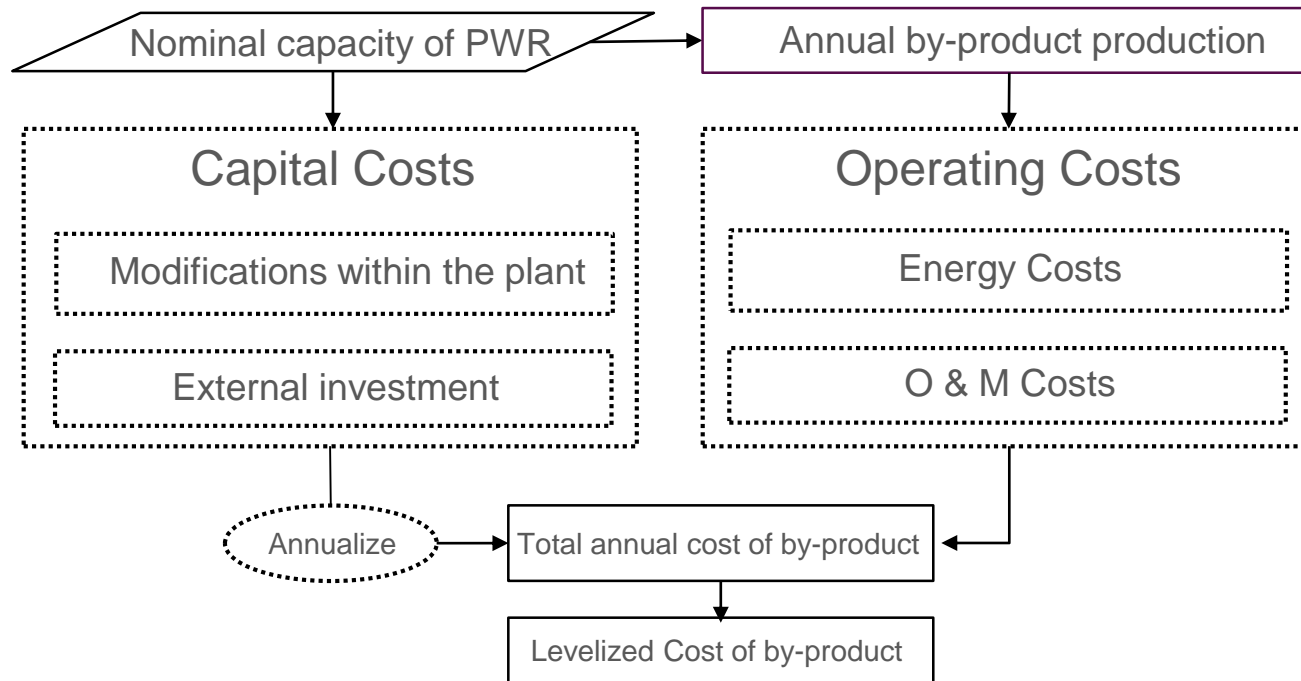 Nominal capacity of PWR
Annual by-product production
Capital Costs
Modifications within the plant
External investment
Operating Costs
Energy Costs
O & M Costs
Annualize
Total annual cost of by-product
Levelized Cost of by-product